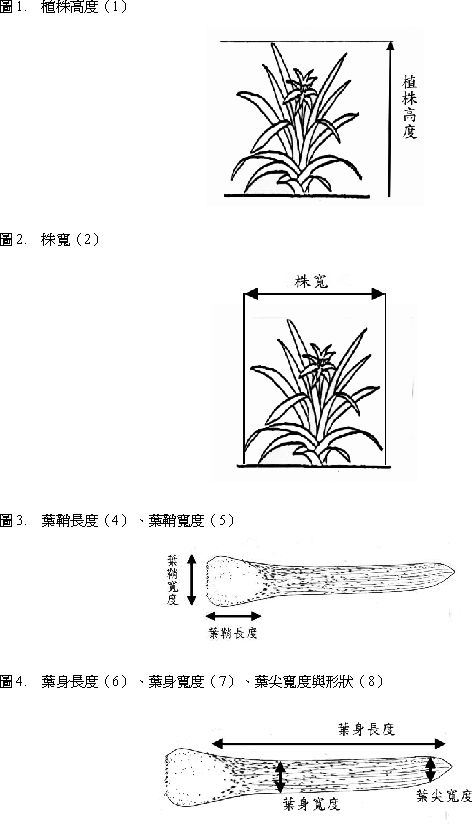 圖1. 植株高度（1）
植株高度
圖2. 株寬（2）
株寬
圖3. 葉鞘長度（4）、葉鞘寬度（5）
葉鞘寬度
葉鞘長度
圖4. 葉身長度（6）、葉身寬度（7）、葉尖寬度與形狀（8）
葉身長度
葉身寬度
葉尖寬度